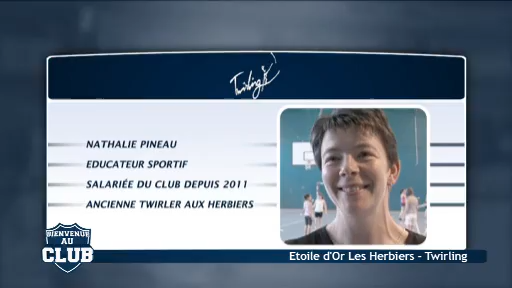 Twirling
NATHALIE PINEAU
EDUCATEUR SPORTIF
SALARIÉE DU CLUB DEPUIS 2011
ANCIENNE TWIRLER AUX HERBIERS
BIENVENUE
AU
CLUB
Etoile d'Or Les Herbiers - Twirling